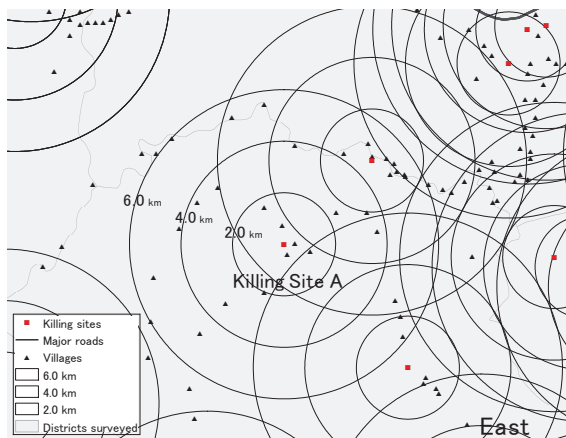 6.0 km
4.0 km
2.0 km
Killing Site A
Killing sites
Major roads
Villages
6.0 km
4.0 km
2.0 km
Districts surveyed
East